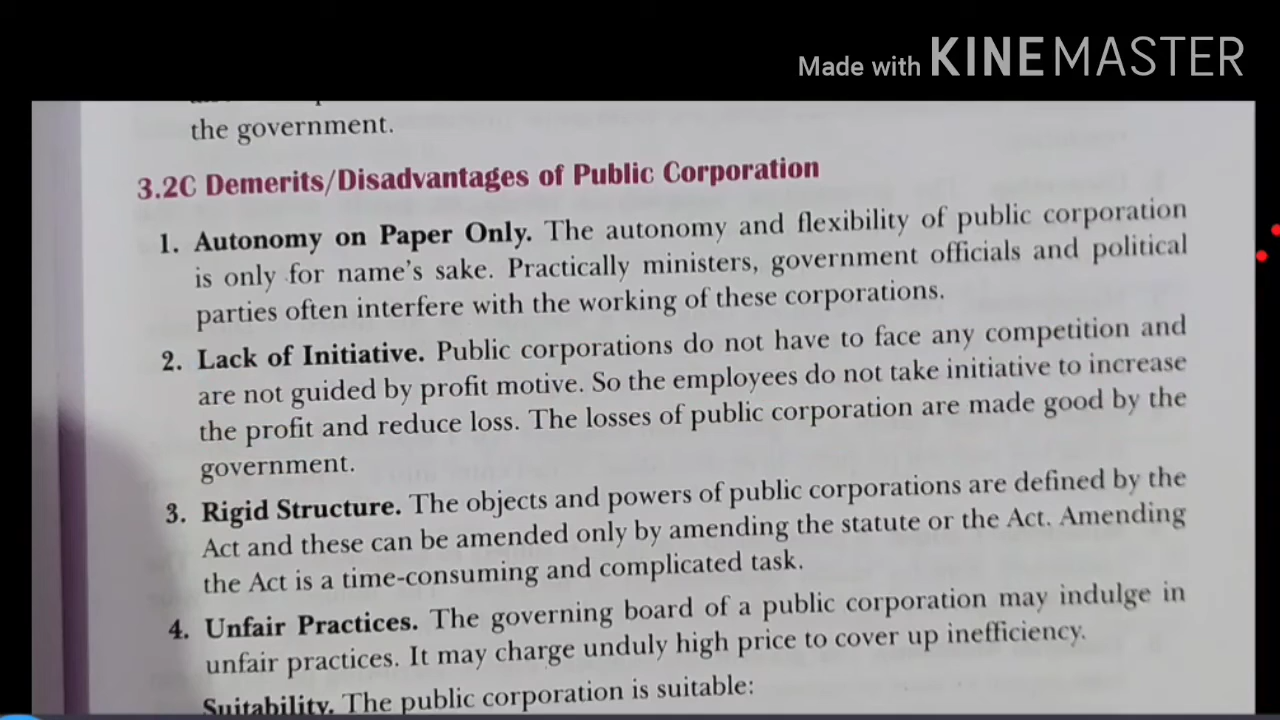 Made with KINEMASTER
the government.
3.2C Demerits/Disadvantages of Public Corporation
1. Autonomy on Paper Only. The autonomy and flexibility of public corporation
is only for name's sake. Practically ministers, government officials and political
parties often interfere with the working of these corporations.
2. Lack of Initiative. Public corporations do not have to face any competition and
are not guided by profit motive. So the employees do not take initiative to increase
the profit and reduce loss. The losses of public corporation are made good by the
government.
3. Rigid Structure. The objects and powers of public corporations are defined by the
Act and these can be amended only by amending the statute or the Act. Amending
the Act is a time-consuming and complicated task.
4. Unfair Practices. The governing board of a public corporation may indulge in
unfair practices. It may charge unduly high price to cover up inefficiency.
Suitability. The public corporation is suitable: